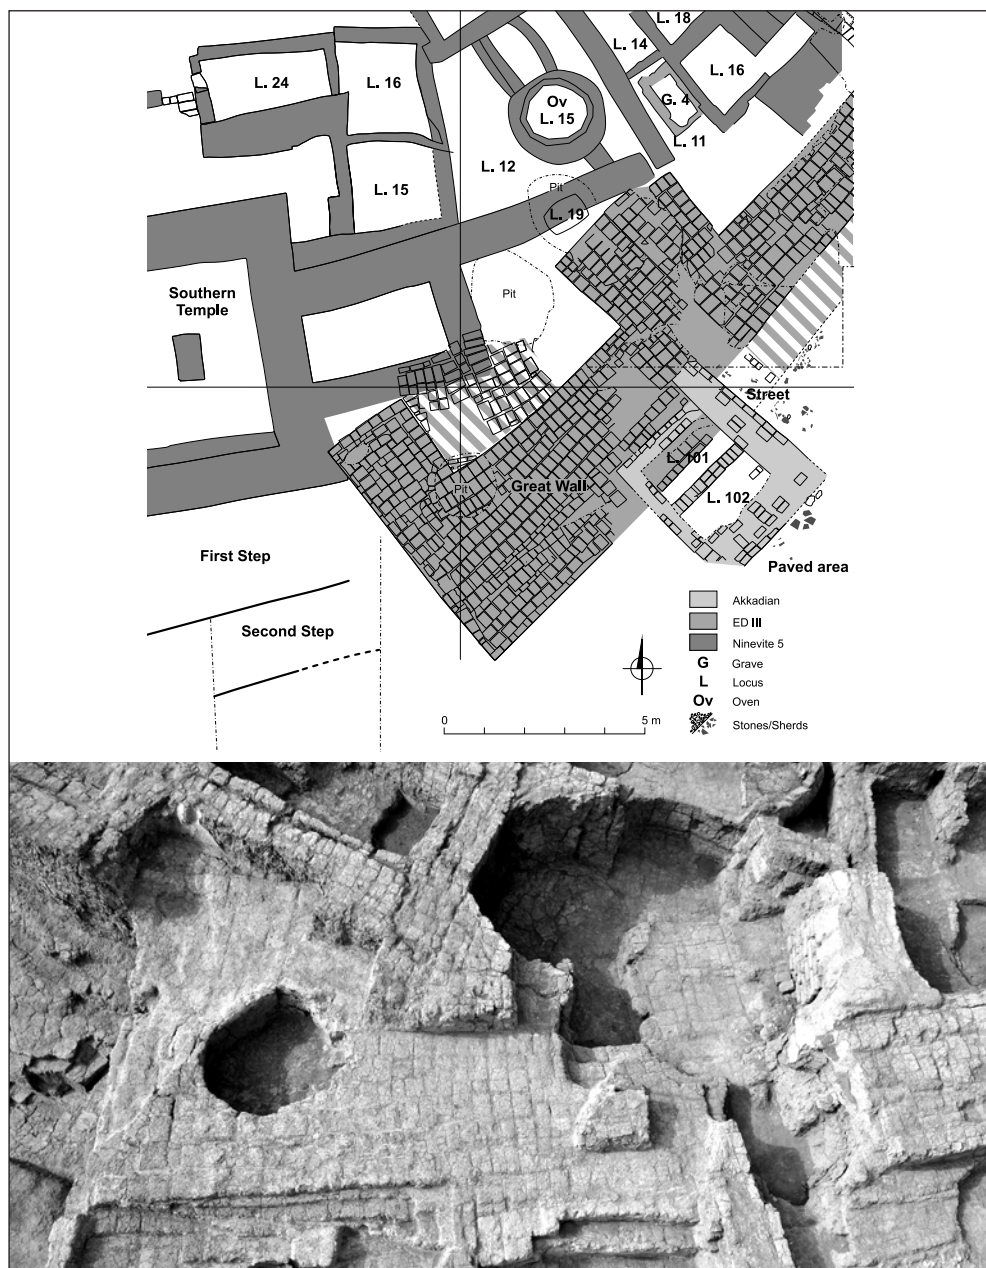 L. 18
L. 14
L. 24
L. 16
L. 16
Ov
L. 15
G. 4
L. 11
L. 12
L. 15
Pit
L. 19
Southern
Temple
Pit
Street
L. 101
Pit
Great Wall
L. 102
First Step
Paved area
Second Step
Akkadian
ED III
Ninevite 5
G Grave
L Locus
Ov Oven
Stones/Sherds
0 5 m